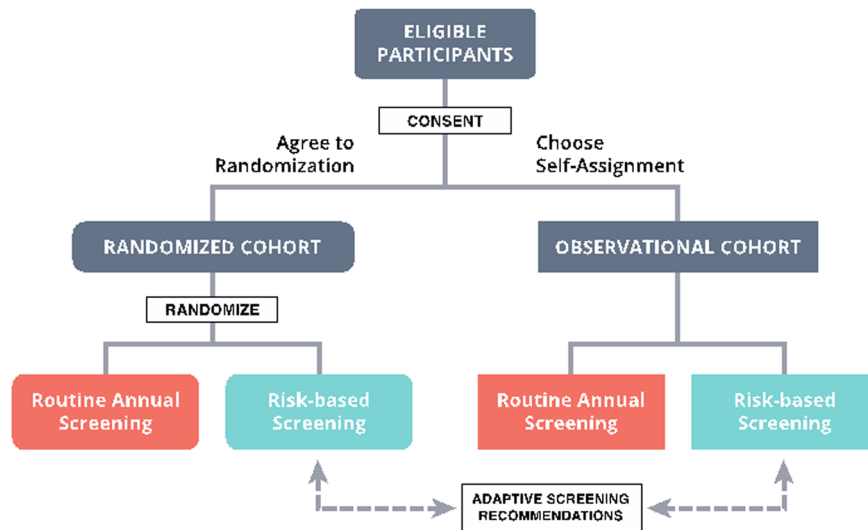 ELIGIBLE
PARTICIPANTS
CONSENT
Agree to
Randomization
Choose
Self-Assignment
RANDOMIZED COHORT
OBSERVATIONAL COHORT
RANDOMIZE
Routine Annual
Screening
Risk-based
Screening
Routine Annual
Screening
Risk-based
Screening
ADAPTIVE SCREENING
RECOMMENDATIONS